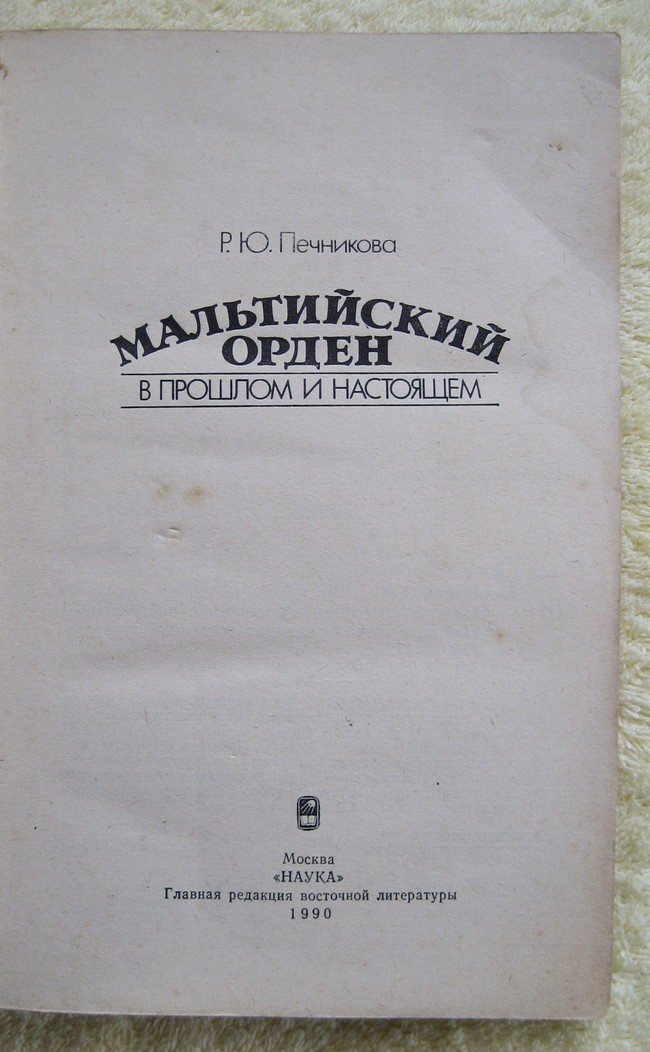 Р. Ю. Печникова
МАЛЬТИЙСКИЙ
ОРДЕН
В ПРОШЛОМ И НАСТОЯЩЕМ
Москва
«НАУКА»
Главная редакция восточной литературы
1990